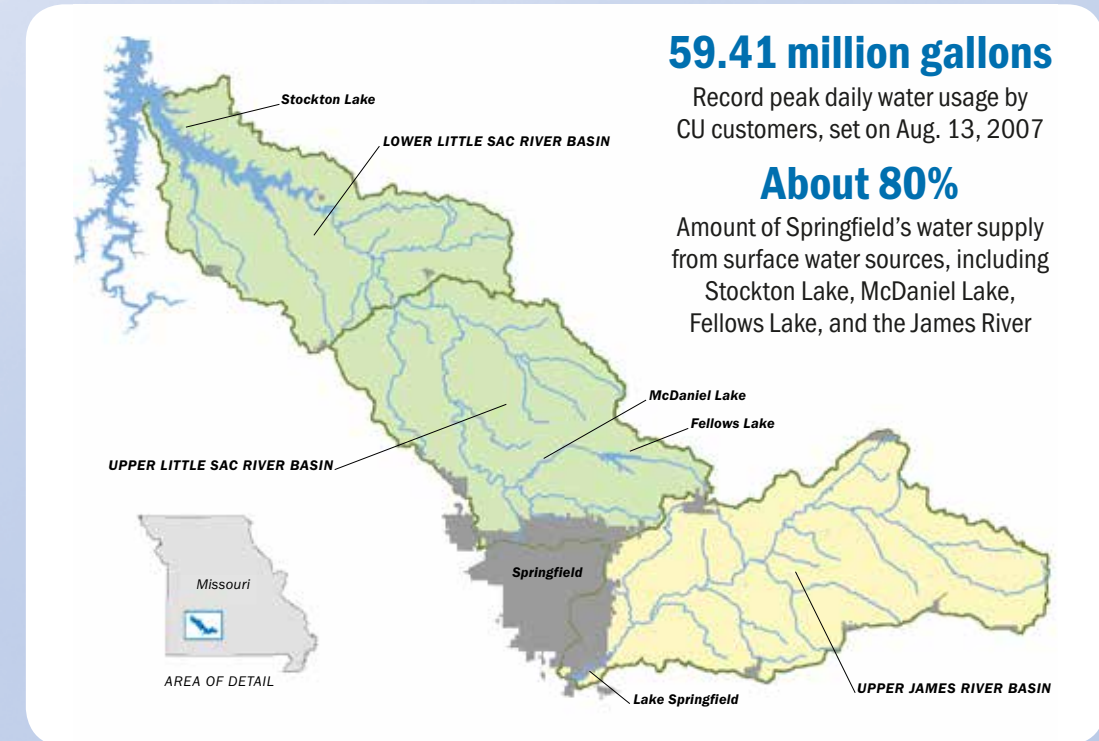 59.41 million gallons
Record peak daily water usage by
CU customers, set on Aug. 13, 2007
About 80%
Amount of Springfield's water supply
from surface water sources, including
Stockton Lake, McDaniel Lake,
Fellows Lake, and the James River
Stockton Lake
LOWER LITTLE SAC RIVER BASIN
McDaniel Lake
Fellows Lake
UPPER LITTLE SAC RIVER BASIN
Springfield
Missouri
AREA OF DETAIL
Lake Springfield
UPPER JAMES RIVER BASIN